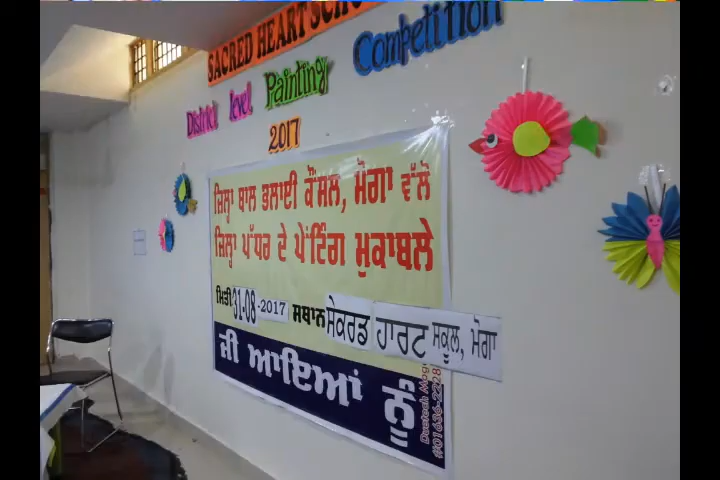 SACRED HEART SCHO
District level Painting Competition
2017
ਜ਼ਿਲ੍ਹਾ ਬਾਲ ਭਲਾਈ ਕੌਂਸਲ, ਮੋਗਾ ਵੱਲੋਂ
ਜ਼ਿਲ੍ਹਾ ਪੱਧਰ ਦੇ ਪੇਂਟਿੰਗ ਮੁਕਾਬਲੇ
ਮਿਤੀ 31-08-2017 ਸਥਾਨ ਸੇਕਰਡ ਹਾਰਟ ਸਕੂਲ, ਮੋਗਾ
ਜੀ ਆਇਆਂ ਨੂੰ